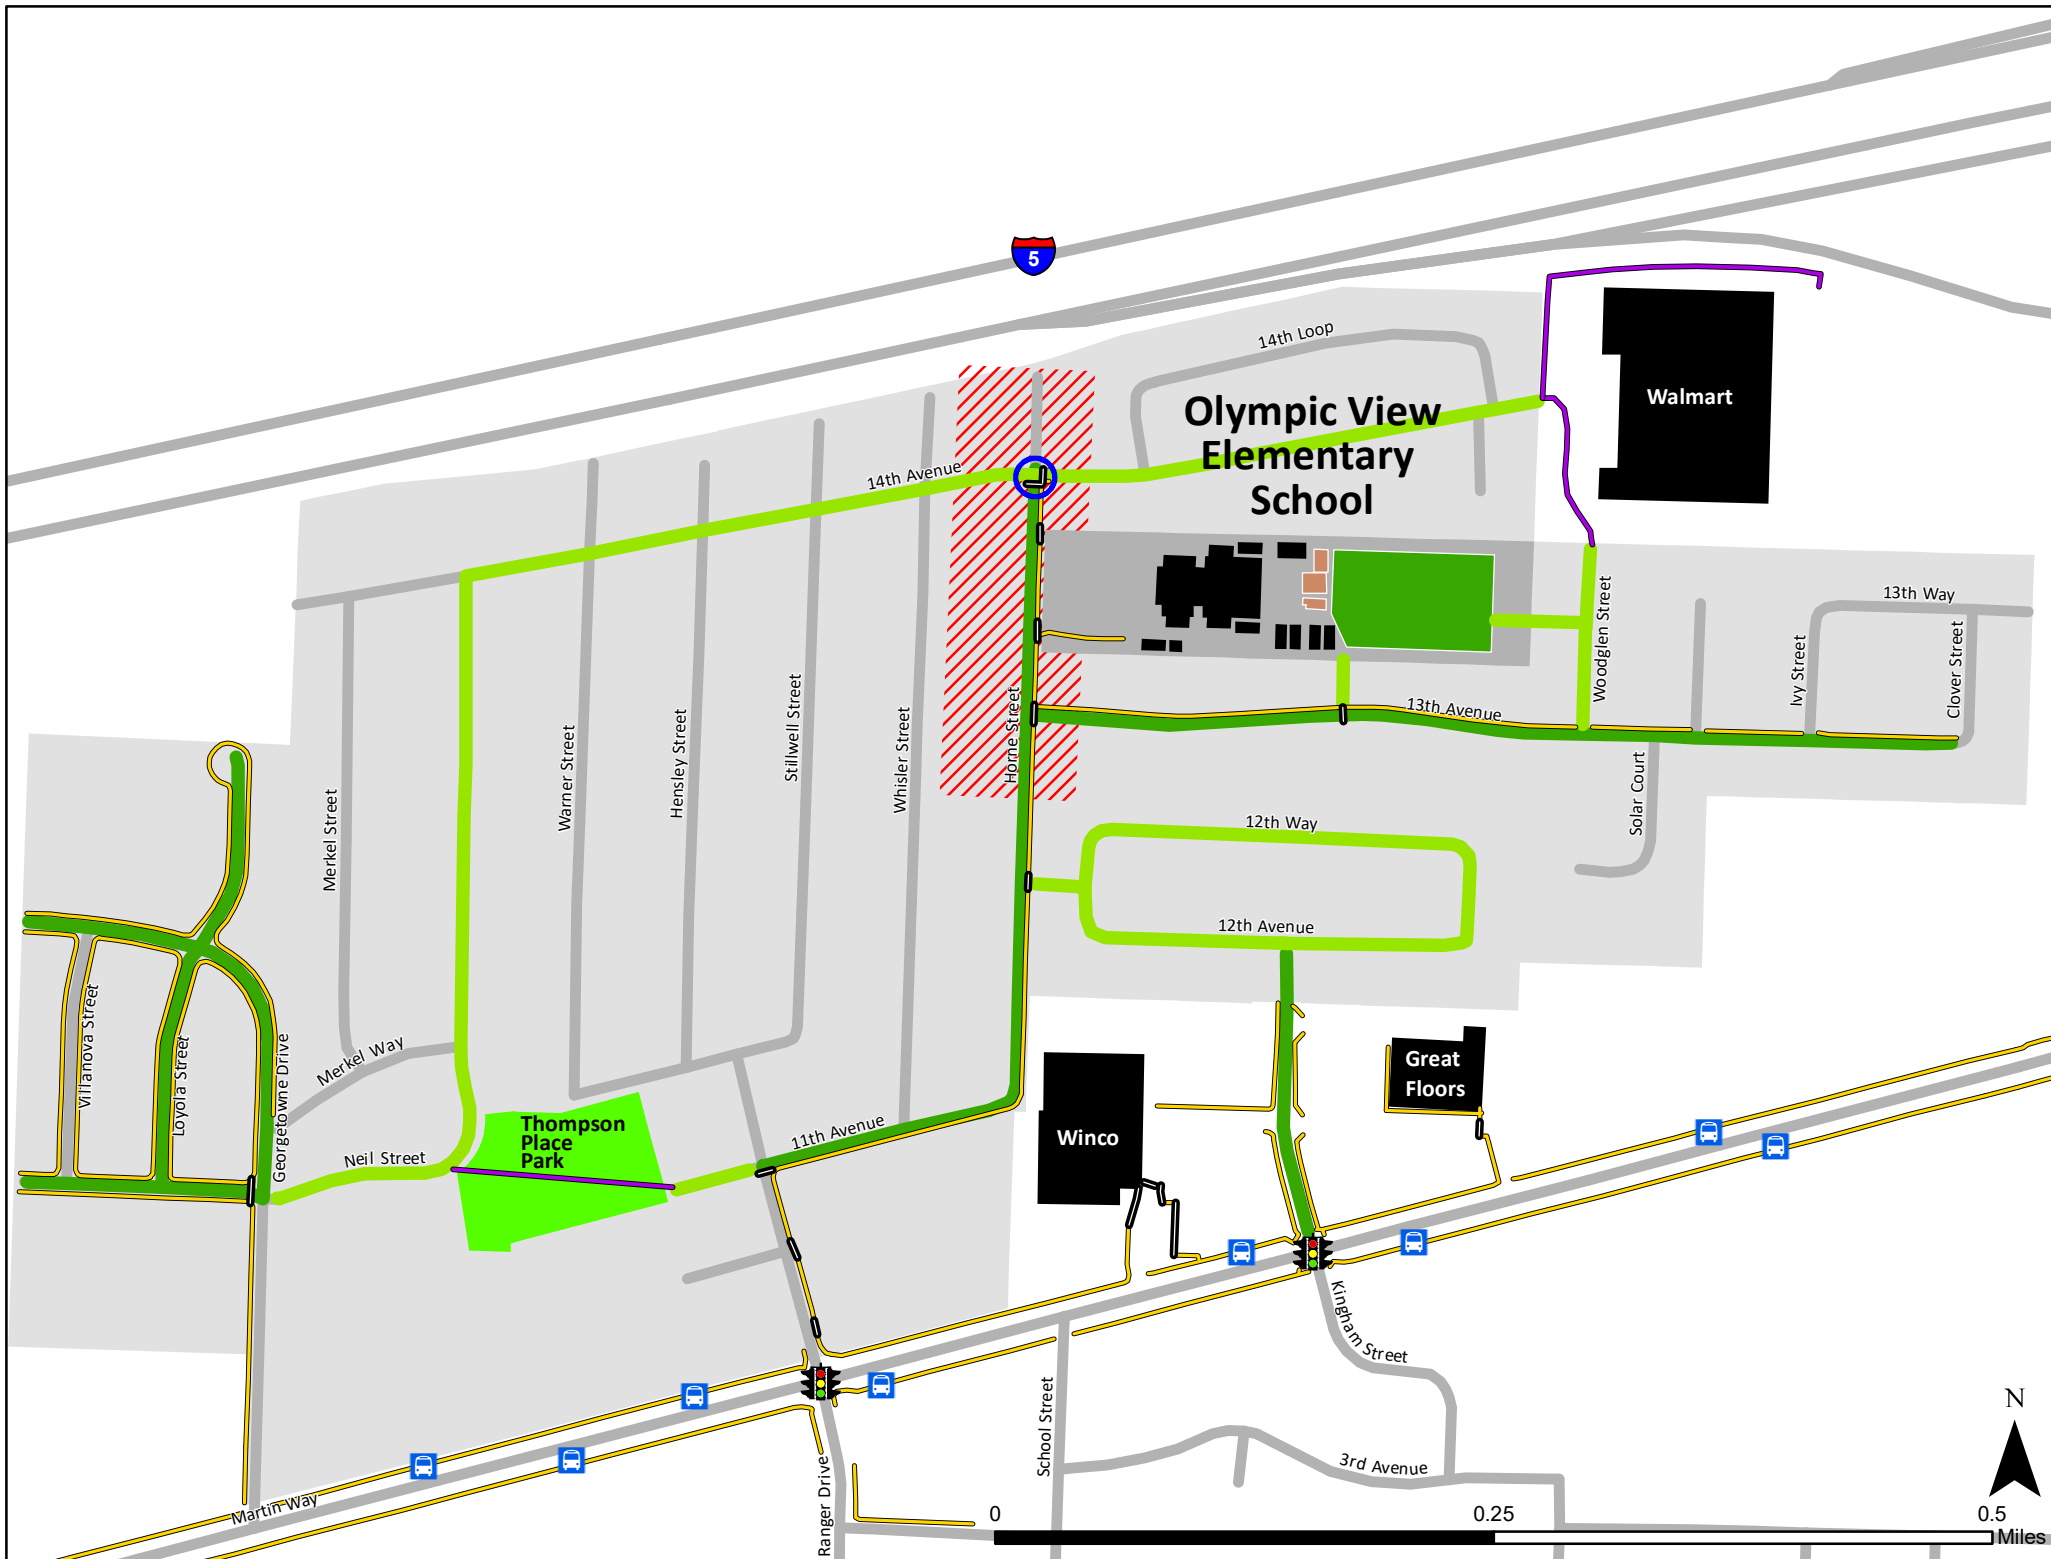 5
14th Loop
Walmart
Olympic View
Elementary
School
14th Avenue
13th Way
Woodglen Street
Ivy Street
Clover Street
13th Avenue
Horne Street
Stillwell Street
Whisler Street
Hensley Street
Warner Street
Merkel Street
Solar Court
12th Way
12th Avenue
Villanova Street
Loyola Street
Georgetowne Drive
Merkel Way
Great
Floors
Thompson
Place
Park
11th Avenue
Winco
Neil Street
Kingham Street
School Street
3rd Avenue
Ranger Drive
Martin Way
N
0
0.25
0.5
Miles